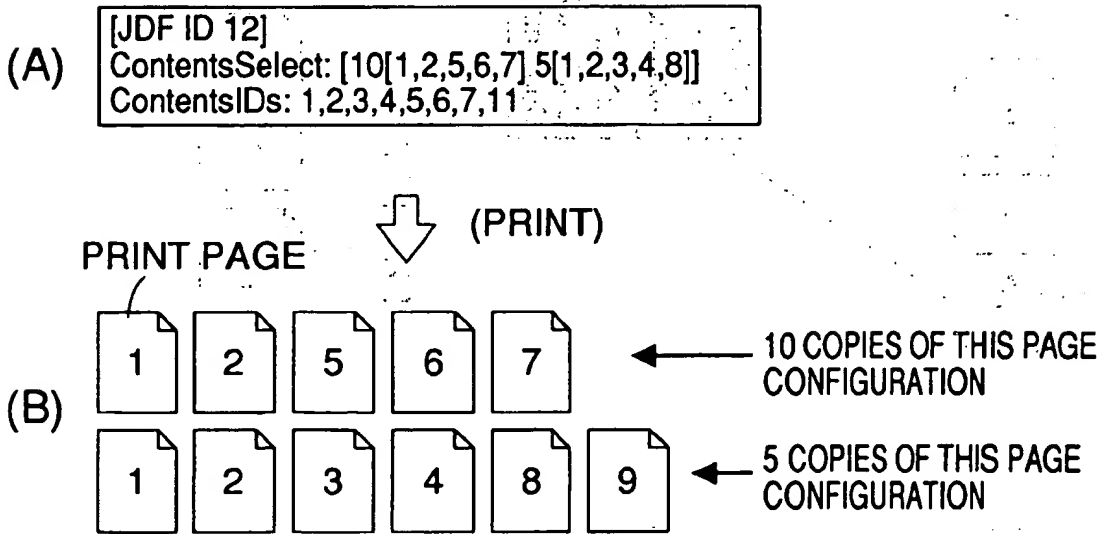 (A)
[JDF ID 12]
ContentsSelect: [10[1,2,5,6,7] 5[1,2,3,4,8]]
ContentsIDs: 1,2,3,4,5,6,7,11
(PRINT)
PRINT PAGE
(B)
1 2 5 6 7
10 COPIES OF THIS PAGE
CONFIGURATION
1 2 3 4 8 9
5 COPIES OF THIS PAGE
CONFIGURATION